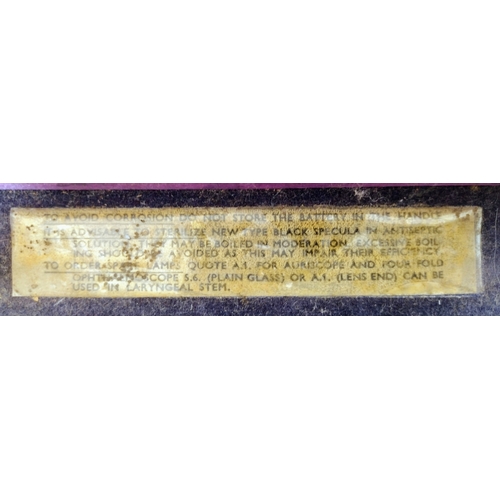 TO AVOID CORROSION DO NOT STORE THE BATTERY IN THE HANDLE
IT IS ADVISABLE TO STERILIZE NEW TYPE BLACK SPECULA IN ANTISEPTIC
SOLUTION. THEY MAY BE BOILED IN MODERATION. EXCESSIVE BOIL-
ING SHOULD BE AVOIDED AS THIS MAY IMPAIR THEIR EFFICIENCY.
TO ORDER SPARE LAMPS QUOTE A.1. FOR AURISCOPE AND FOUR-FOLD
OPHTHALMOSCOPE S.6. (PLAIN GLASS) OR A.1. (LENS END) CAN BE
USED IN LARYNGEAL STEM.